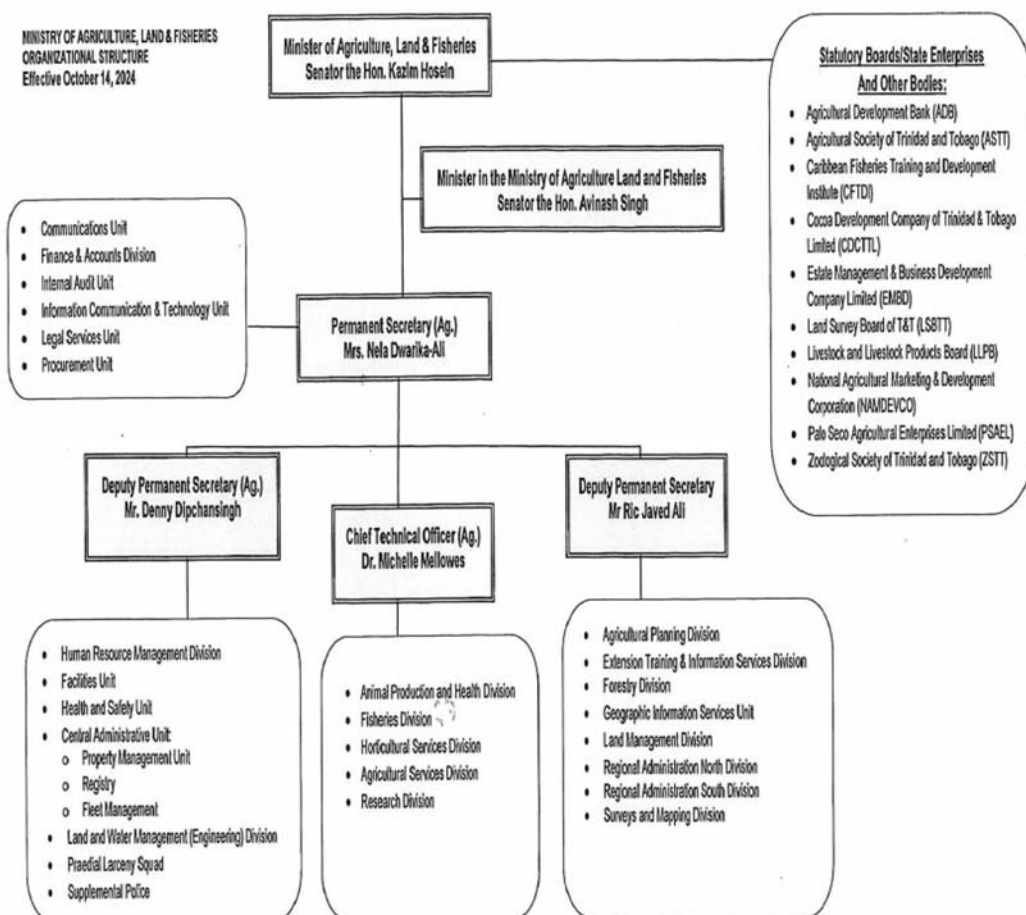 MINISTRY OF AGRICULTURE, LAND & FISHERIES
ORGANIZATIONAL STRUCTURE
Effective October 14, 2024
Minister of Agriculture, Land & Fisheries
Senator the Hon. Kazim Hosein
Minister in the Ministry of Agriculture Land and Fisheries
Senator the Hon. Avinash Singh
Statutory Boards/State Enterprises
And Other Bodies:
• Agricultural Development Bank (ADB)
• Agricultural Society of Trinidad and Tobago (ASTT)
• Caribbean Fisheries Training and Development
Institute (CFTDI)
• Cocoa Development Company of Trinidad & Tobago
Limited (CDCTTL)
• Estate Management & Business Development
Company Limited (EMBD)
• Land Survey Board of T&T (LSBTT)
• Livestock and Livestock Products Board (LLPB)
• National Agricultural Marketing & Development
Corporation (NAMDEVCO)
• Palo Seco Agricultural Enterprises Limited (PSAEL)
• Zoological Society of Trinidad and Tobago (ZSTT)
• Communications Unit
• Finance & Accounts Division
• Internal Audit Unit
• Information Communication & Technology Unit
• Legal Services Unit
• Procurement Unit
Permanent Secretary (Ag.)
Mrs. Nela Dwarika-Ali
Deputy Permanent Secretary (Ag.)
Mr. Denny Dipchansingh
Chief Technical Officer (Ag.)
Dr. Michelle Mellowes
Deputy Permanent Secretary
Mr Ric Javed Ali
• Human Resource Management Division
• Facilities Unit
• Health and Safety Unit
• Central Administrative Unit:
o Property Management Unit
o Registry
o Fleet Management
• Land and Water Management (Engineering) Division
• Praedial Larceny Squad
• Supplemental Police
• Animal Production and Health Division
• Fisheries Division
• Horticultural Services Division
• Agricultural Services Division
• Research Division
• Agricultural Planning Division
• Extension Training & Information Services Division
• Forestry Division
• Geographic Information Services Unit
• Land Management Division
• Regional Administration North Division
• Regional Administration South Division
• Surveys and Mapping Division